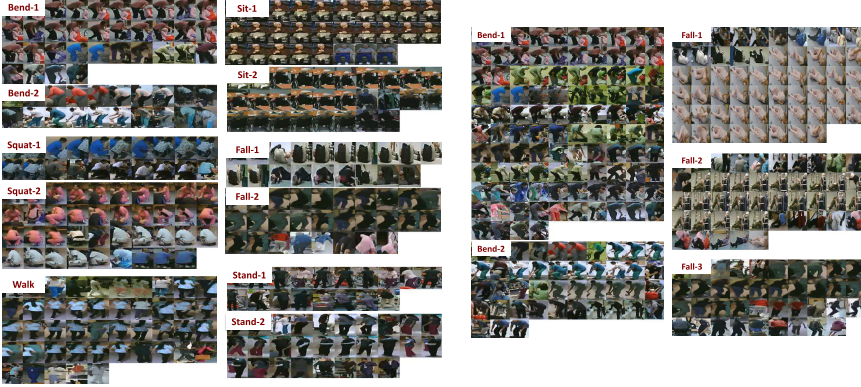 Bend-1
Bend-2
Squat-1
Squat-2
Walk
Sit-1
Sit-2
Fall-1
Fall-2
Stand-1
Stand-2
Bend-1
Bend-2
Fall-1
Fall-2
Fall-3